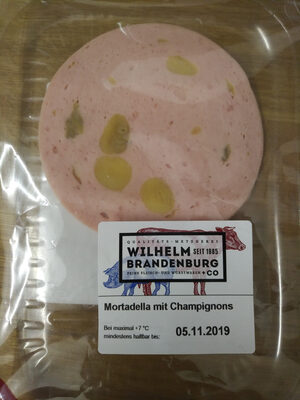 QUALITÄTS-METZGEREI
WILHELM SEIT 1885
BRANDENBURG
FEINE FLEISCH- UND WURSTWAREN + CO
Mortadella mit Champignons
Bei maximal +7 °C
mindestens haltbar bis: 05.11.2019